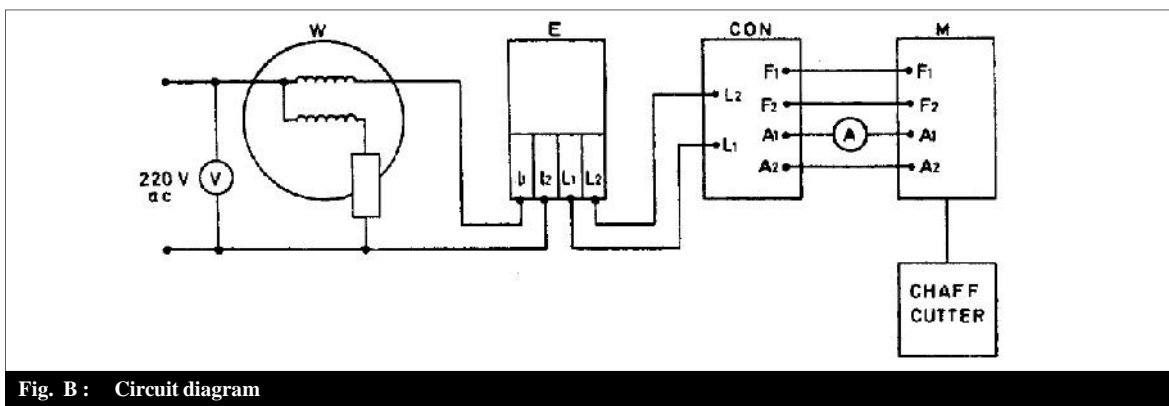 W
E
CON
M
F1
F1
L2
F2
F2
A1
A
A1
L1
A2
A2
220 V
ac
V
I1 I2 L1 L2
CHAFF
CUTTER
Fig. B : Circuit diagram